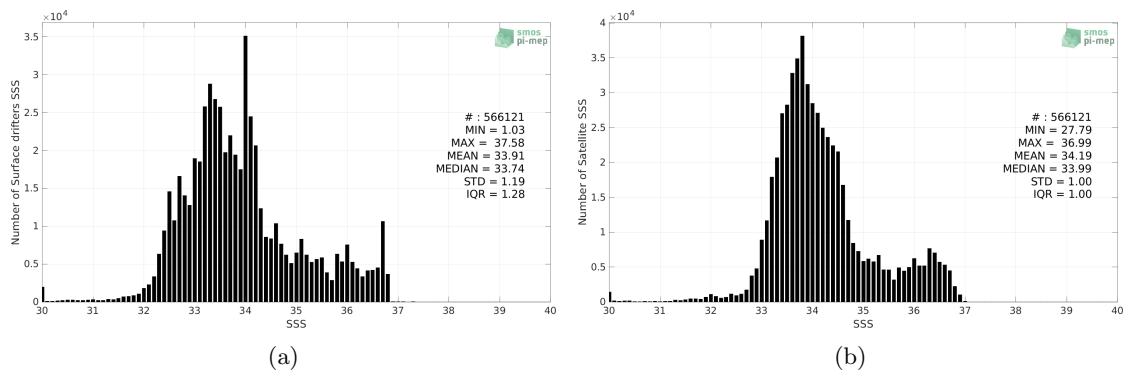 ×10⁴
3.5
3
2.5
2
1.5
1
0.5
0
Number of Surface drifters SSS
smos
pi-mep
# : 566121
MIN = 1.03
MAX = 37.58
MEAN = 33.91
MEDIAN = 33.74
STD = 1.19
IQR = 1.28
30 31 32 33 34 35 36 37 38 39 40
SSS
(a)
×10⁴
4
3.5
3
2.5
2
1.5
1
0.5
0
Number of Satellite SSS
smos
pi-mep
# : 566121
MIN = 27.79
MAX = 36.99
MEAN = 34.19
MEDIAN = 33.99
STD = 1.00
IQR = 1.00
30 31 32 33 34 35 36 37 38 39 40
SSS
(b)